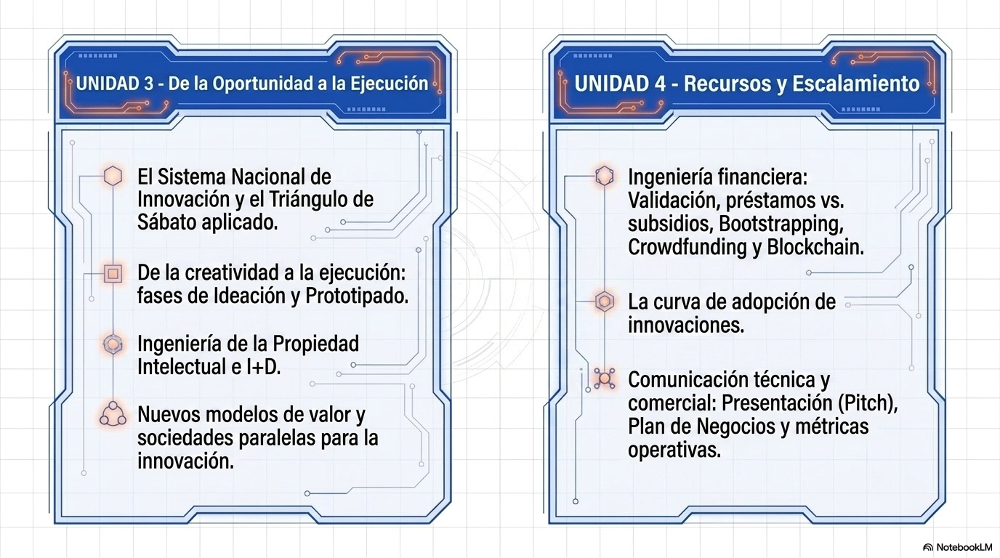 UNIDAD 3 - De la Oportunidad a la Ejecución
El Sistema Nacional de
Innovación y el Triángulo de
Sábato aplicado.
De la creatividad a la ejecución:
fases de Ideación y Prototipado.
Ingeniería de la Propiedad
Intelectual e I+D.
Nuevos modelos de valor y
sociedades paralelas para la
innovación.
UNIDAD 4 - Recursos y Escalamiento
Ingeniería financiera:
Validación, préstamos vs.
subsidios, Bootstrapping,
Crowdfunding y Blockchain.
La curva de adopción de
innovaciones.
Comunicación técnica y
comercial: Presentación (Pitch),
Plan de Negocios y métricas
operativas.
NotebookLM